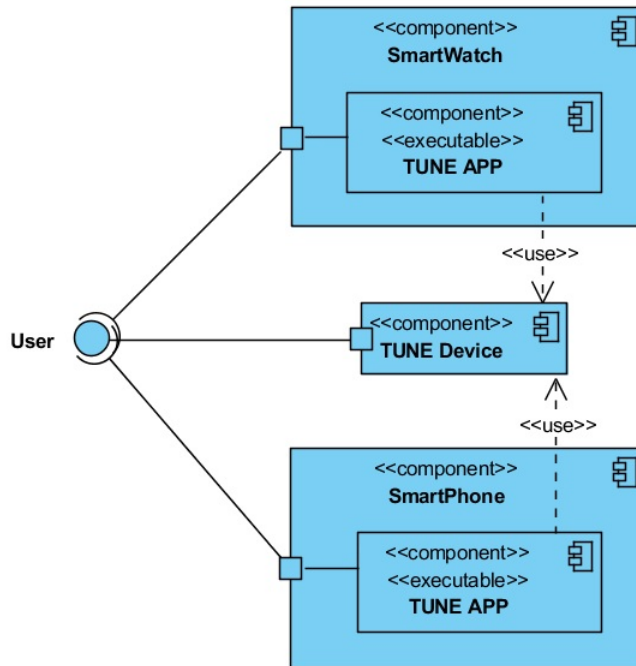 <<component>>
SmartWatch
<<component>>
<<executable>>
TUNE APP
<<use>>
User
<<component>>
TUNE Device
<<use>>
<<component>>
SmartPhone
<<component>>
<<executable>>
TUNE APP